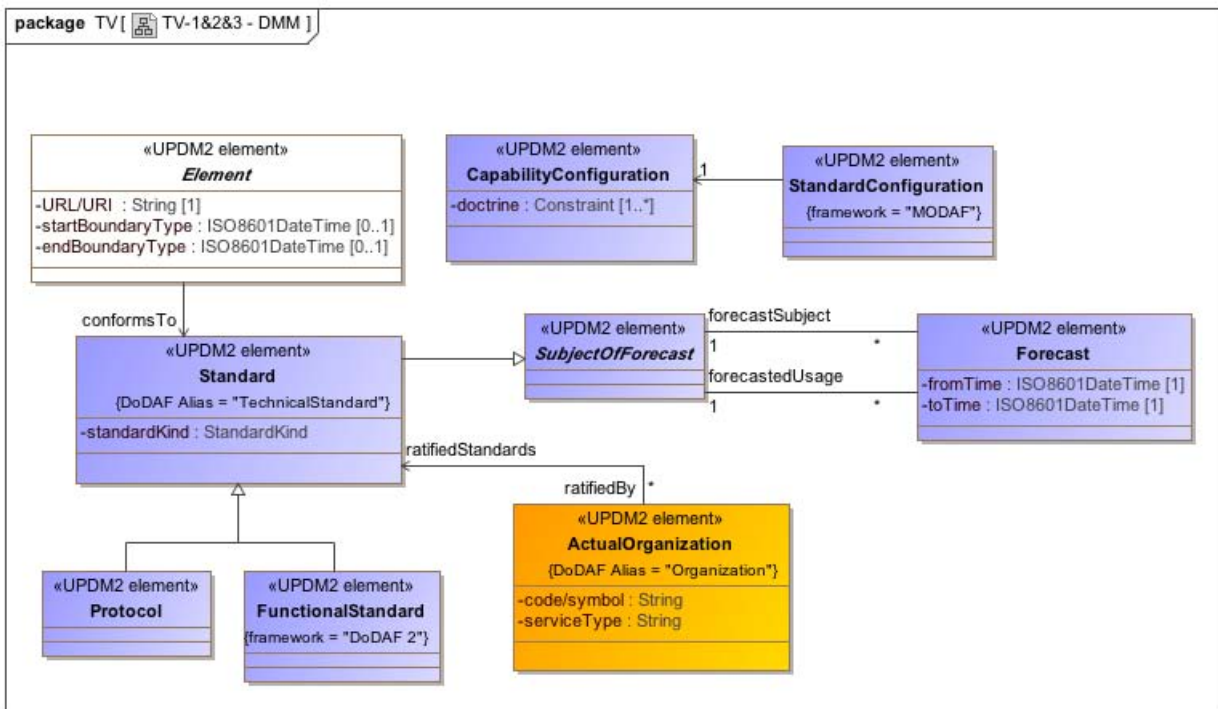 package TV [ TV-1&2&3 - DMM ]
«UPDM2 element»
Element
-URL/URI : String [1]
-startBoundaryType : ISO8601DateTime [0..1]
-endBoundaryType : ISO8601DateTime [0..1]
«UPDM2 element»
CapabilityConfiguration
-doctrine : Constraint [1..*]
1
«UPDM2 element»
StandardConfiguration
{framework = "MODAF"}
conformsTo
«UPDM2 element»
Standard
{DoDAF Alias = "TechnicalStandard"}
-standardKind : StandardKind
«UPDM2 element»
SubjectOfForecast
forecastSubject
1
*
forecastedUsage
1
*
«UPDM2 element»
Forecast
-fromTime : ISO8601DateTime [1]
-toTime : ISO8601DateTime [1]
ratifiedStandards
ratifiedBy
*
«UPDM2 element»
ActualOrganization
{DoDAF Alias = "Organization"}
-code/symbol : String
-serviceType : String
«UPDM2 element»
Protocol
«UPDM2 element»
FunctionalStandard
{framework = "DoDAF 2"}